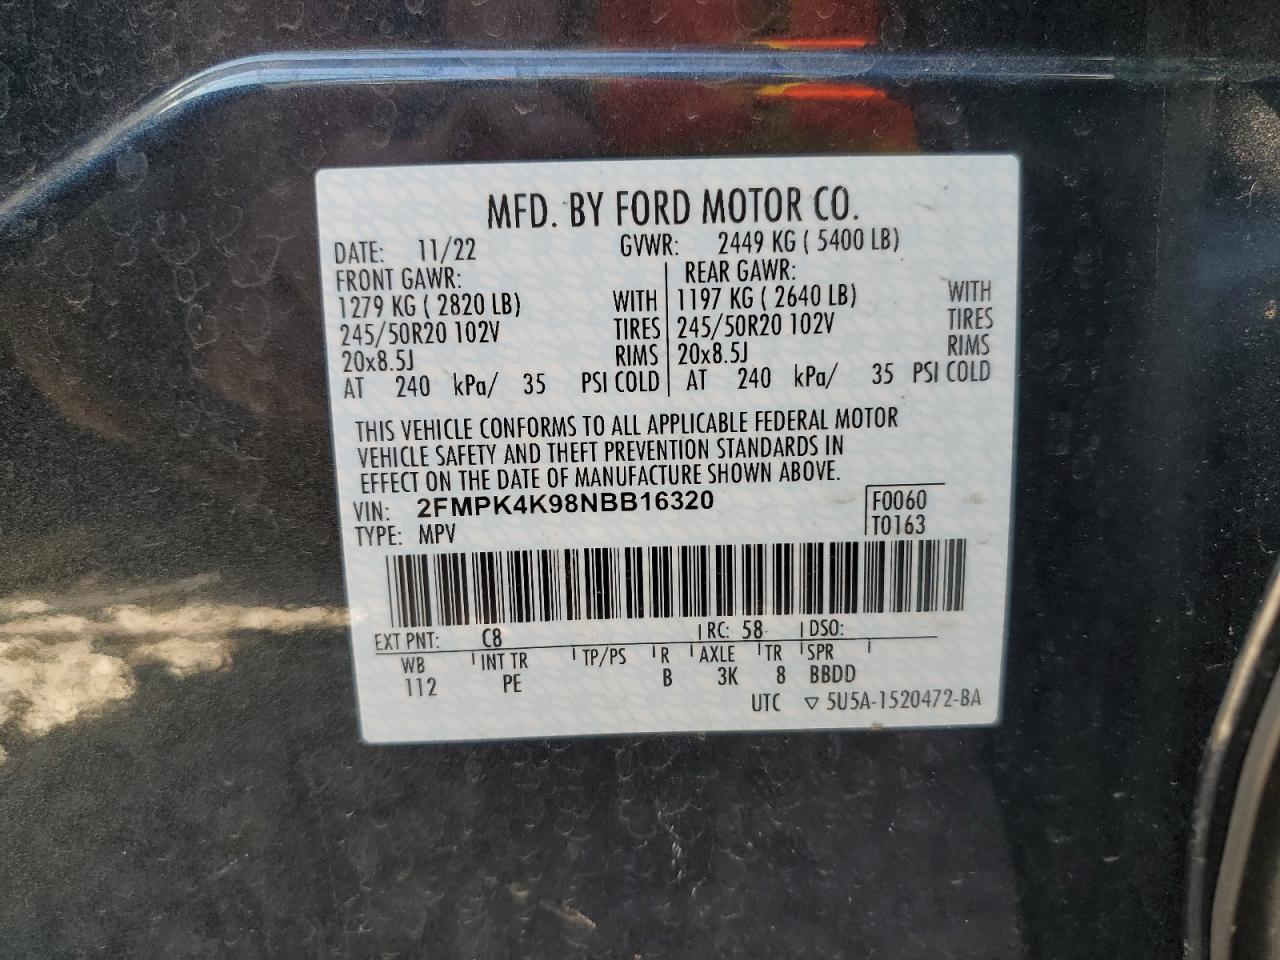 MFD. BY FORD MOTOR CO.
DATE: 11/22 GVWR: 2449 KG ( 5400 LB)
FRONT GAWR: REAR GAWR:
1279 KG ( 2820 LB) WITH 1197 KG ( 2640 LB) WITH
245/50R20 102V TIRES 245/50R20 102V TIRES
20x8.5J RIMS 20x8.5J RIMS
AT 240 kPa/ 35 PSI COLD AT 240 kPa/ 35 PSI COLD
THIS VEHICLE CONFORMS TO ALL APPLICABLE FEDERAL MOTOR
VEHICLE SAFETY AND THEFT PREVENTION STANDARDS IN
EFFECT ON THE DATE OF MANUFACTURE SHOWN ABOVE.
VIN: 2FMPK4K98NBB16320 F0060
TYPE: MPV T0163
EXT PNT: C8 RC: 58 DSO:
WB INT TR TP/PS R AXLE TR SPR
112 PE B 3K 8 BBDD
UTC ▽ 5U5A-1520472-BA